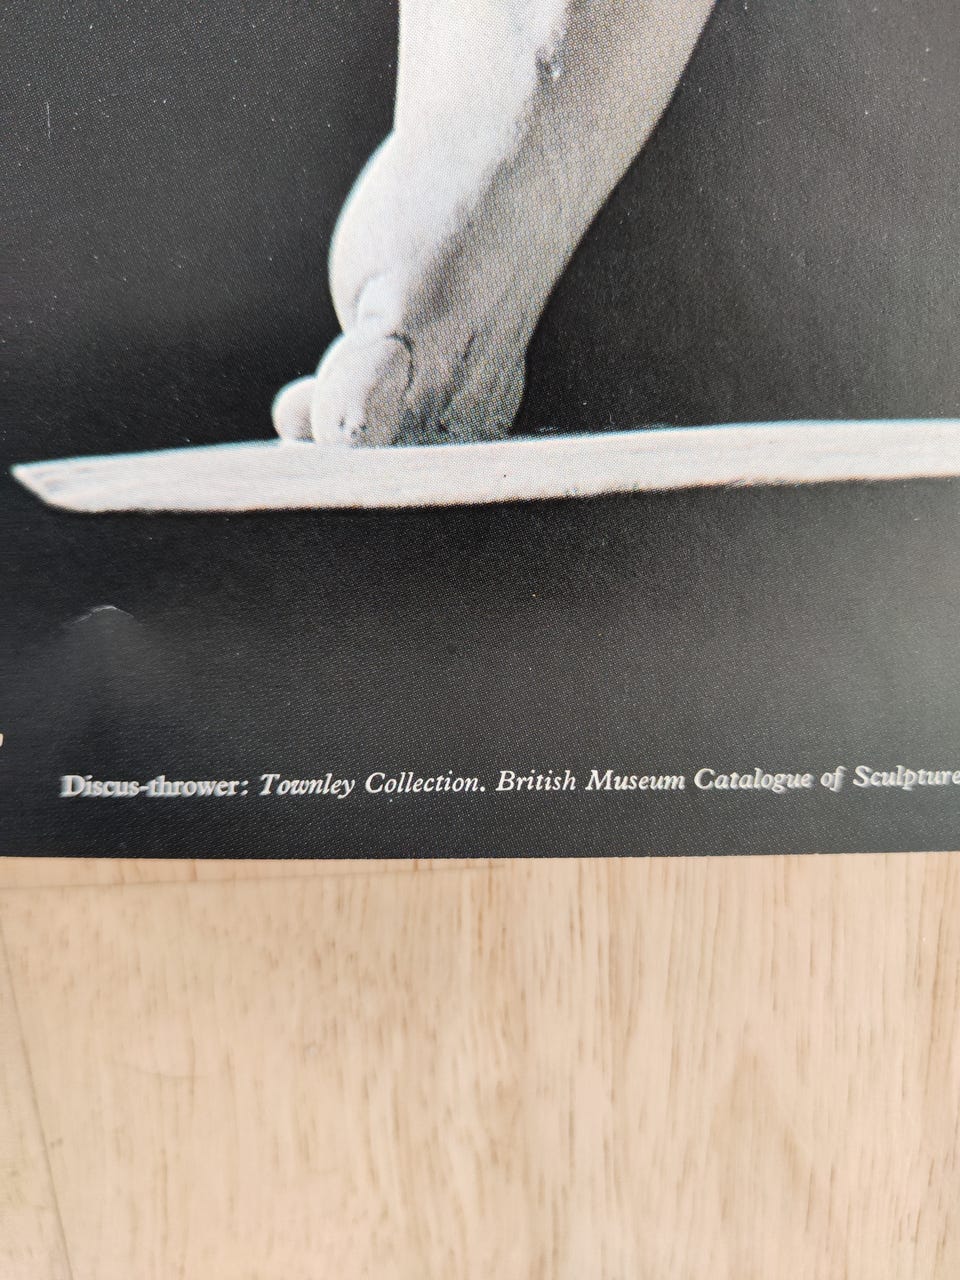 Discus-thrower: Townley Collection. British Museum Catalogue of Sculpture